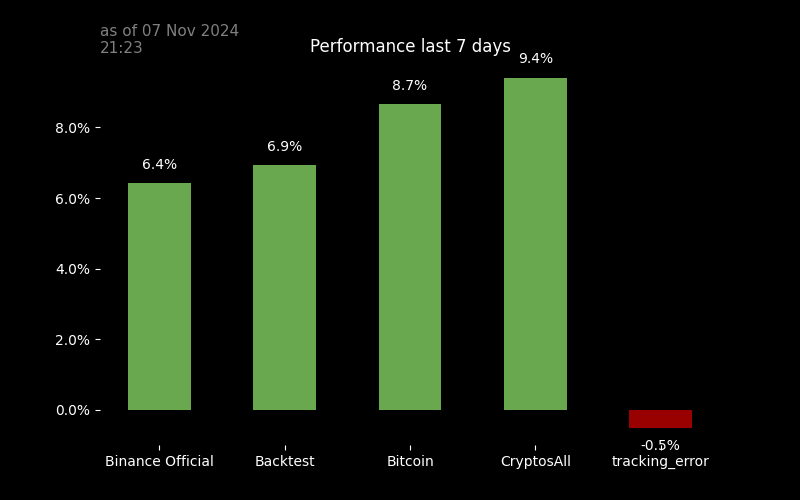 as of 07 Nov 2024
21:23
Performance last 7 days
9.4%
8.7%
8.0%
6.9%
6.4%
6.0%
4.0%
2.0%
0.0%
-0.5%
Binance Official
Backtest
Bitcoin
CryptosAll
tracking_error